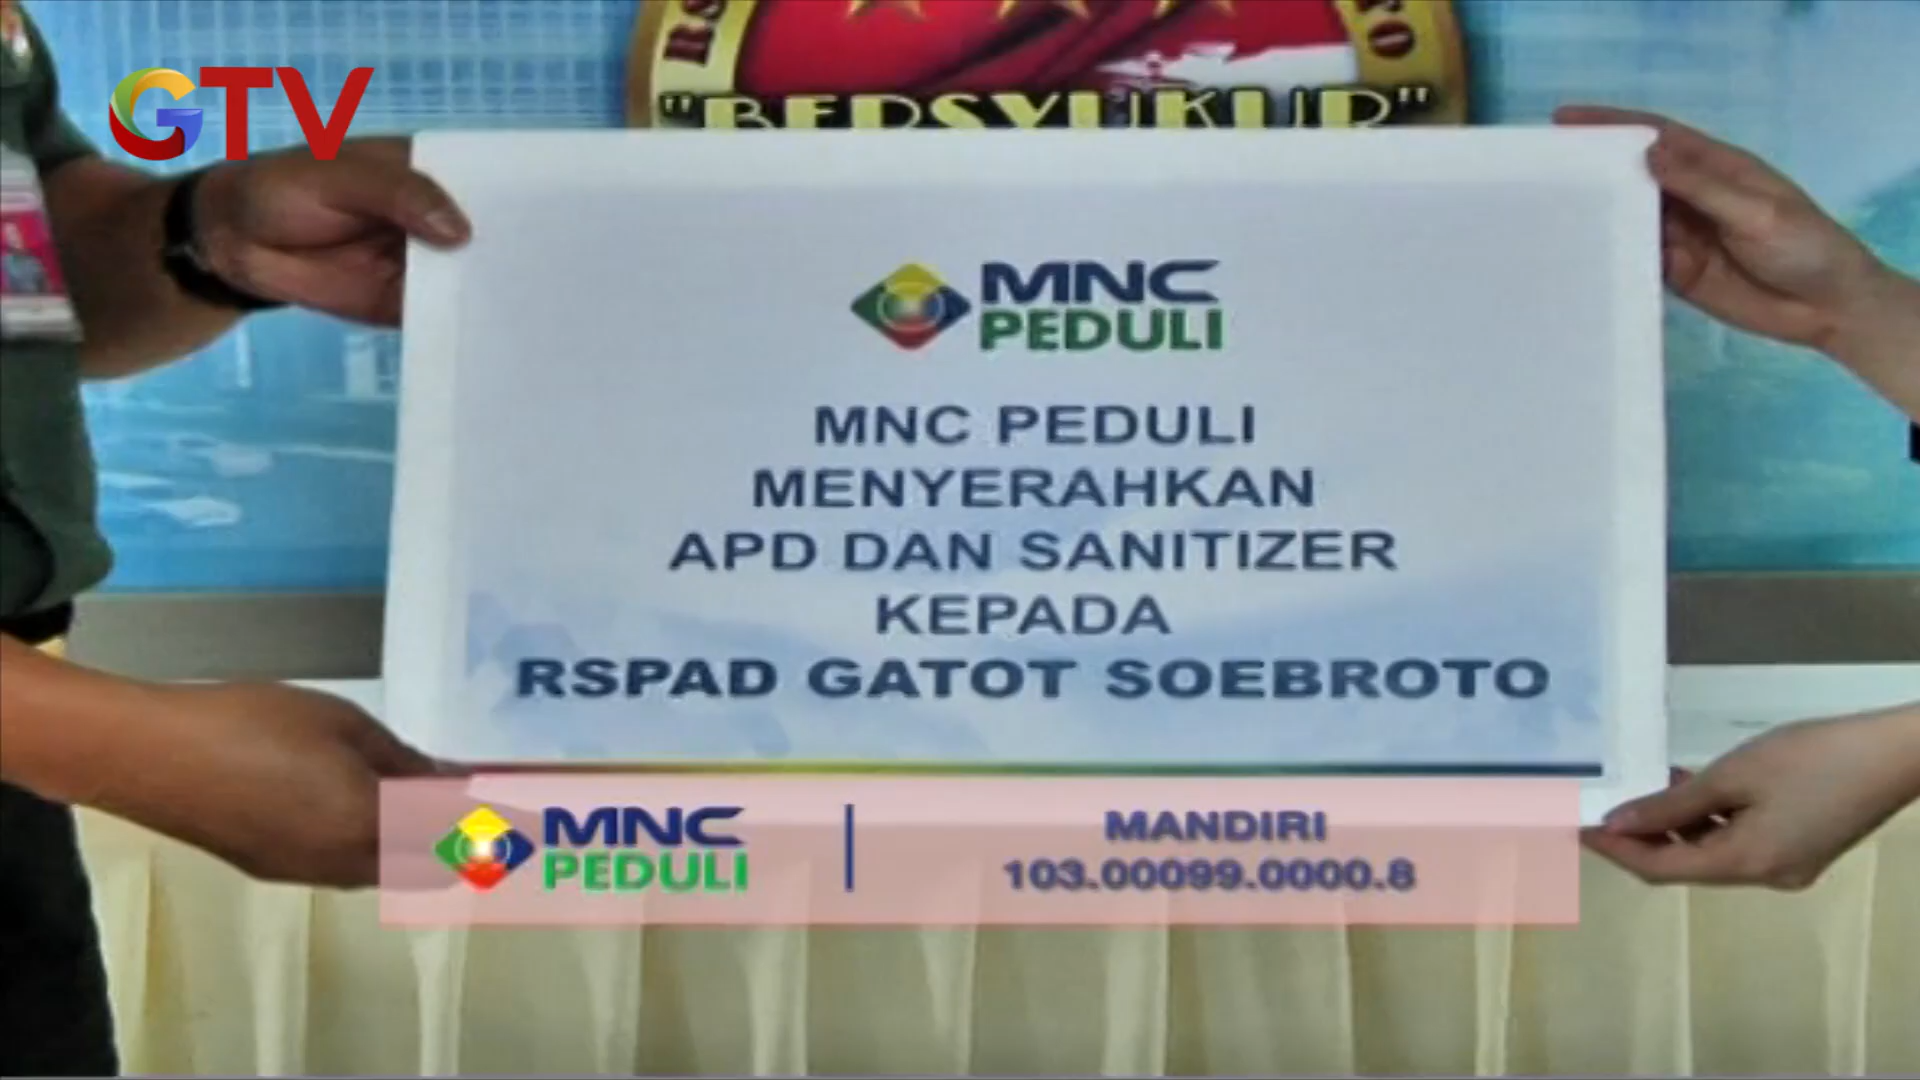 GTV
"BERSYUKUR"
MNC
PEDULI
MNC PEDULI
MENYERAHKAN
APD DAN SANITIZER
KEPADA
RSPAD GATOT SOEBROTO
MNC
PEDULI
MANDIRI
103.00099.0000.8